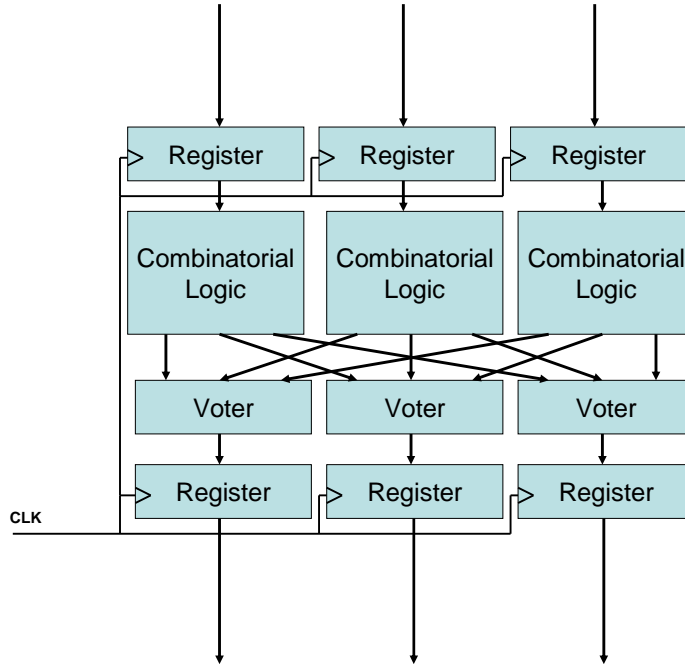 Register
Register
Register
Combinatorial
Logic
Combinatorial
Logic
Combinatorial
Logic
Voter
Voter
Voter
Register
Register
Register
CLK